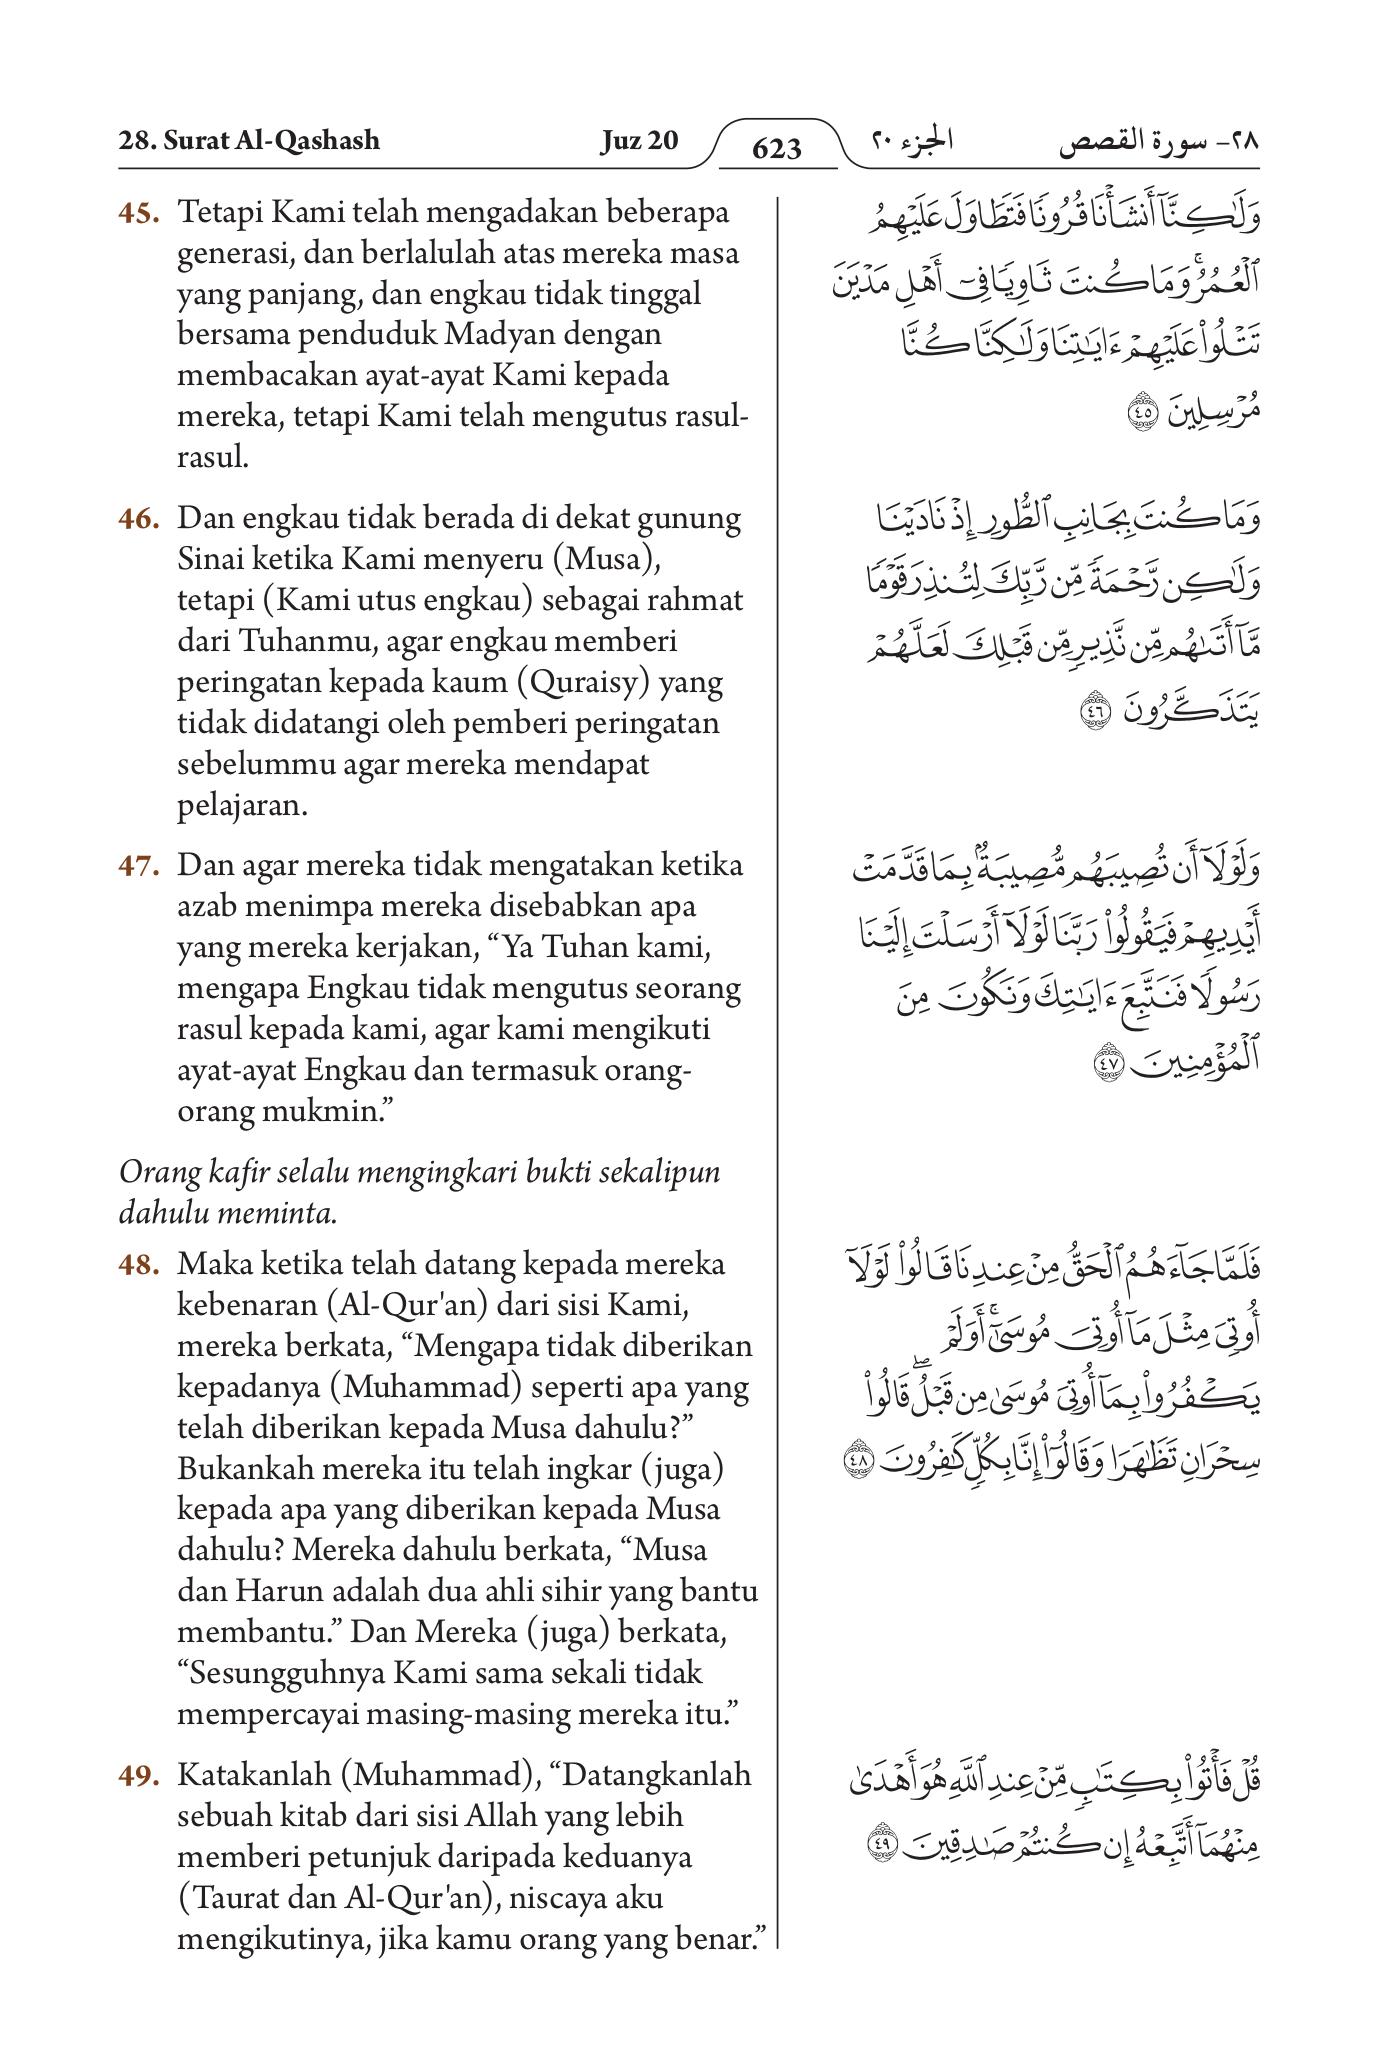 28. Surat Al-Qashash
Juz 20
623
الجزء ٢٠
٢٨- سورة القصص
45. Tetapi Kami telah mengadakan beberapa
generasi, dan berlalulah atas mereka masa
yang panjang, dan engkau tidak tinggal
bersama penduduk Madyan dengan
membacakan ayat-ayat Kami kepada
mereka, tetapi Kami telah mengutus rasul-
rasul.
وَلَٰكِنَّآ أَنشَأۡنَا قُرُونٗا فَتَطَاوَلَ عَلَيۡهِمُ
ٱلۡعُمُرُۚ وَمَا كُنتَ ثَاوِيٗا فِيٓ أَهۡلِ مَدۡيَنَ
تَتۡلُواْ عَلَيۡهِمۡ ءَايَٰتِنَا وَلَٰكِنَّا كُنَّا
مُرۡسِلِينَ ٤٥
46. Dan engkau tidak berada di dekat gunung
Sinai ketika Kami menyeru (Musa),
tetapi (Kami utus engkau) sebagai rahmat
dari Tuhanmu, agar engkau memberi
peringatan kepada kaum (Quraisy) yang
tidak didatangi oleh pemberi peringatan
sebelummu agar mereka mendapat
pelajaran.
وَمَا كُنتَ بِجَانِبِ ٱلطُّورِ إِذۡ نَادَيۡنَا
وَلَٰكِن رَّحۡمَةٗ مِّن رَّبِّكَ لِتُنذِرَ قَوۡمٗا
مَّآ أَتَىٰهُم مِّن نَّذِيرٖ مِّن قَبۡلِكَ لَعَلَّهُمۡ
يَتَذَكَّرُونَ ٤٦
47. Dan agar mereka tidak mengatakan ketika
azab menimpa mereka disebabkan apa
yang mereka kerjakan, “Ya Tuhan kami,
mengapa Engkau tidak mengutus seorang
rasul kepada kami, agar kami mengikuti
ayat-ayat Engkau dan termasuk orang-
orang mukmin.”
وَلَوۡلَآ أَن تُصِيبَهُم مُّصِيبَةُۢ بِمَا قَدَّمَتۡ
أَيۡدِيهِمۡ فَيَقُولُواْ رَبَّنَا لَوۡلَآ أَرۡسَلۡتَ إِلَيۡنَا
رَسُولٗا فَنَتَّبِعَ ءَايَٰتِكَ وَنَكُونَ مِنَ
ٱلۡمُؤۡمِنِينَ ٤٧
Orang kafir selalu mengingkari bukti sekalipun
dahulu meminta.
48. Maka ketika telah datang kepada mereka
kebenaran (Al-Qur'an) dari sisi Kami,
mereka berkata, “Mengapa tidak diberikan
kepadanya (Muhammad) seperti apa yang
telah diberikan kepada Musa dahulu?”
Bukankah mereka itu telah ingkar (juga)
kepada apa yang diberikan kepada Musa
dahulu? Mereka dahulu berkata, “Musa
dan Harun adalah dua ahli sihir yang bantu
membantu.” Dan Mereka (juga) berkata,
“Sesungguhnya Kami sama sekali tidak
mempercayai masing-masing mereka itu.”
فَلَمَّا جَآءَهُمُ ٱلۡحَقُّ مِنۡ عِندِنَا قَالُواْ لَوۡلَآ
أُوتِيَ مِثۡلَ مَآ أُوتِيَ مُوسَىٰٓۚ أَوَلَمۡ
يَكۡفُرُواْ بِمَآ أُوتِيَ مُوسَىٰ مِن قَبۡلُۖ قَالُواْ
سِحۡرَانِ تَظَٰهَرَا وَقَالُوٓاْ إِنَّا بِكُلّٖ كَٰفِرُونَ ٤٨
49. Katakanlah (Muhammad), “Datangkanlah
sebuah kitab dari sisi Allah yang lebih
memberi petunjuk daripada keduanya
(Taurat dan Al-Qur'an), niscaya aku
mengikutinya, jika kamu orang yang benar.”
قُلۡ فَأۡتُواْ بِكِتَٰبٖ مِّنۡ عِندِ ٱللَّهِ هُوَ أَهۡدَىٰ
مِنۡهُمَآ أَتَّبِعۡهُ إِن كُنتُمۡ صَٰدِقِينَ ٤٩